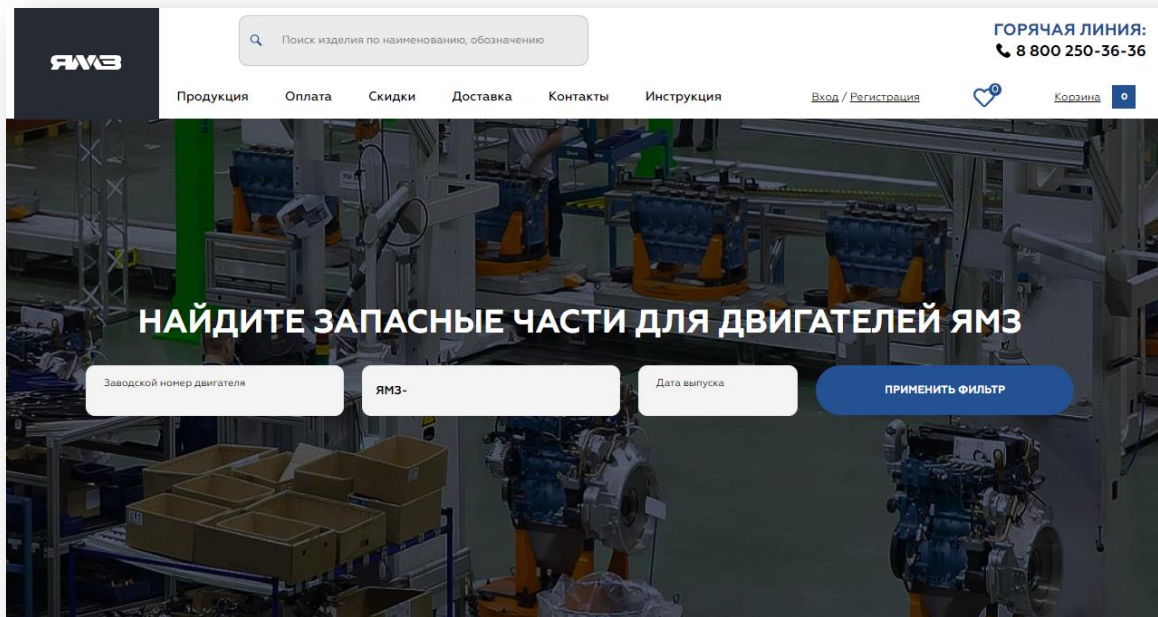 ЯМЗ
Поиск изделия по наименованию, обозначению
ГОРЯЧАЯ ЛИНИЯ:
8 800 250-36-36
Продукция Оплата Скидки Доставка Контакты Инструкция Вход / Регистрация 0 Корзина 0
НАЙДИТЕ ЗАПАСНЫЕ ЧАСТИ ДЛЯ ДВИГАТЕЛЕЙ ЯМЗ
Заводской номер двигателя ЯМЗ- Дата выпуска ПРИМЕНИТЬ ФИЛЬТР